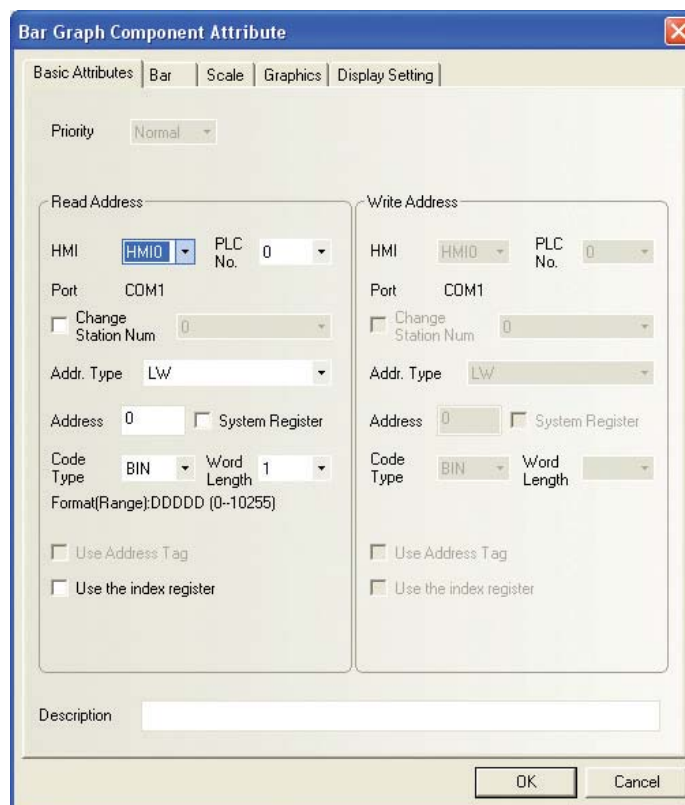 Bar Graph Component Attribute
Basic Attributes Bar Scale Graphics Display Setting
Priority Normal
Read Address
HMI HMI0 PLC No. 0
Port COM1
Change Station Num 0
Addr. Type LW
Address 0 System Register
Code Type BIN Word Length 1
Format(Range):DDDDD (0--10255)
Use Address Tag
Use the index register
Write Address
HMI HMI0 PLC No. 0
Port COM1
Change Station Num 0
Addr. Type LW
Address 0 System Register
Code Type BIN Word Length
Use Address Tag
Use the index register
Description
OK Cancel